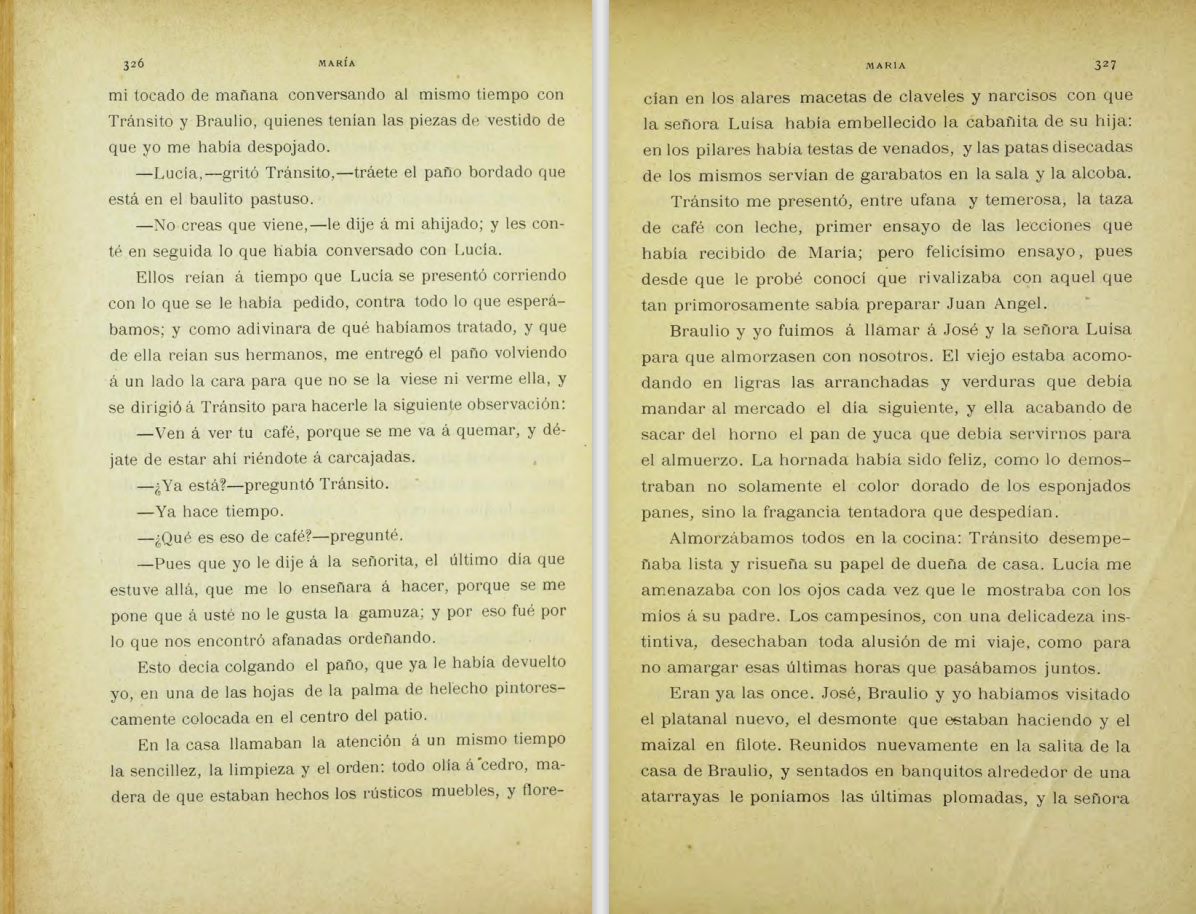 326 MARÍA
mi tocado de mañana conversando al mismo tiempo con
Tránsito y Braulio, quienes tenían las piezas de vestido de
que yo me había despojado.
—Lucía,—gritó Tránsito,—tráete el paño bordado que
está en el baulito pastuso.
—No creas que viene,—le dije á mi ahijado; y les con-
té en seguida lo que había conversado con Lucía.
Ellos reían á tiempo que Lucía se presentó corriendo
con lo que se le había pedido, contra todo lo que esperá-
bamos; y como adivinara de qué habíamos tratado, y que
de ella reían sus hermanos, me entregó el paño volviendo
á un lado la cara para que no se la viese ni verme ella, y
se dirigió á Tránsito para hacerle la siguiente observación:
—Ven á ver tu café, porque se me va á quemar, y dé-
jate de estar ahí riéndote á carcajadas.
—¿Ya está?—preguntó Tránsito.
—Ya hace tiempo.
—¿Qué es eso de café?—pregunté.
—Pues que yo le dije á la señorita, el último día que
estuve allá, que me lo enseñara á hacer, porque se me
pone que á usté no le gusta la gamuza; y por eso fué por
lo que nos encontró afanadas ordeñando.
Esto decía colgando el paño, que ya le había devuelto
yo, en una de las hojas de la palma de helecho pintores-
camente colocada en el centro del patio.
En la casa llamaban la atención á un mismo tiempo
la sencillez, la limpieza y el orden: todo olía á cedro, ma-
dera de que estaban hechos los rústicos muebles, y flore-
MARIA 327
cían en los alares macetas de claveles y narcisos con que
la señora Luisa había embellecido la cabañita de su hija:
en los pilares había testas de venados, y las patas disecadas
de los mismos servían de garabatos en la sala y la alcoba.
Tránsito me presentó, entre ufana y temerosa, la taza
de café con leche, primer ensayo de las lecciones que
había recibido de María; pero felicísimo ensayo, pues
desde que le probé conocí que rivalizaba con aquel que
tan primorosamente sabía preparar Juan Angel.
Braulio y yo fuimos á llamar á José y la señora Luisa
para que almorzasen con nosotros. El viejo estaba acomo-
dando en ligras las arranchadas y verduras que debía
mandar al mercado el día siguiente, y ella acabando de
sacar del horno el pan de yuca que debía servirnos para
el almuerzo. La hornada había sido feliz, como lo demos-
traban no solamente el color dorado de los esponjados
panes, sino la fragancia tentadora que despedían.
Almorzábamos todos en la cocina: Tránsito desempe-
ñaba lista y risueña su papel de dueña de casa. Lucía me
amenazaba con los ojos cada vez que le mostraba con los
míos á su padre. Los campesinos, con una delicadeza ins-
tintiva, desechaban toda alusión de mi viaje, como para
no amargar esas últimas horas que pasábamos juntos.
Eran ya las once. José, Braulio y yo habíamos visitado
el platanal nuevo, el desmonte que estaban haciendo y el
maizal en filote. Reunidos nuevamente en la salita de la
casa de Braulio, y sentados en banquitos alrededor de una
atarrayas le poníamos las últimas plomadas, y la señora